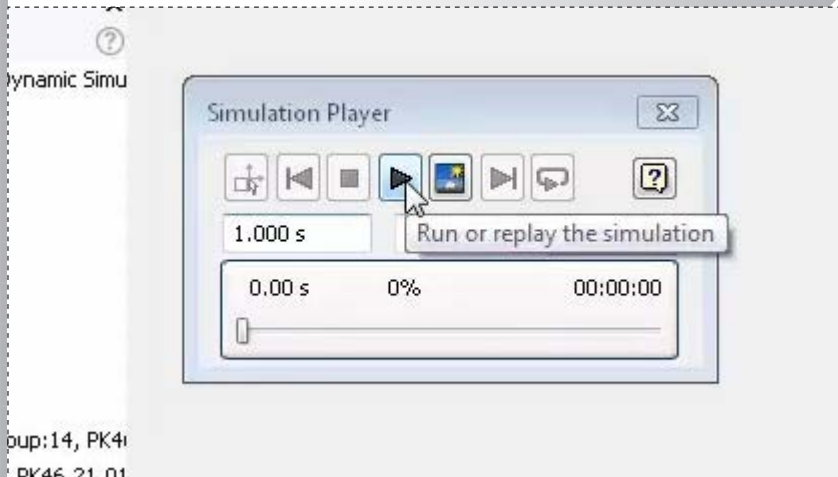 ynamic Simu
Simulation Player
1.000 s
Run or replay the simulation
0.00 s 0% 00:00:00
oup:14, PK4
PK46-21-01